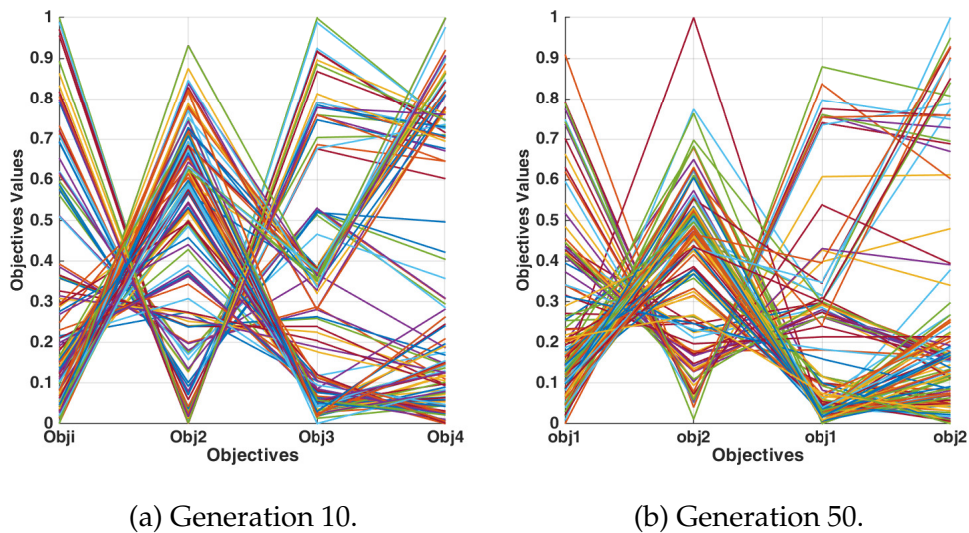 1
0.9
0.8
0.7
0.6
0.5
0.4
0.3
0.2
0.1
0
Objectives Values
Obji Obj2 Obj3 Obj4
Objectives
(a) Generation 10.
1
0.9
0.8
0.7
0.6
0.5
0.4
0.3
0.2
0.1
0
Objectives Values
obj1 obj2 obj1 obj2
Objectives
(b) Generation 50.